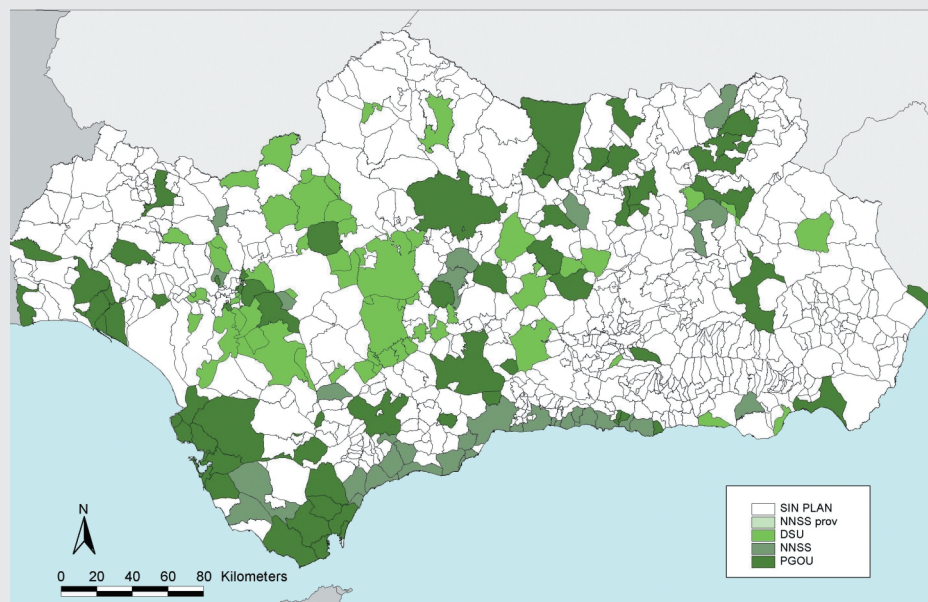 SIN PLAN
NNSS prov
DSU
NNSS
PGOU
N
0 20 40 60 80 Kilometers